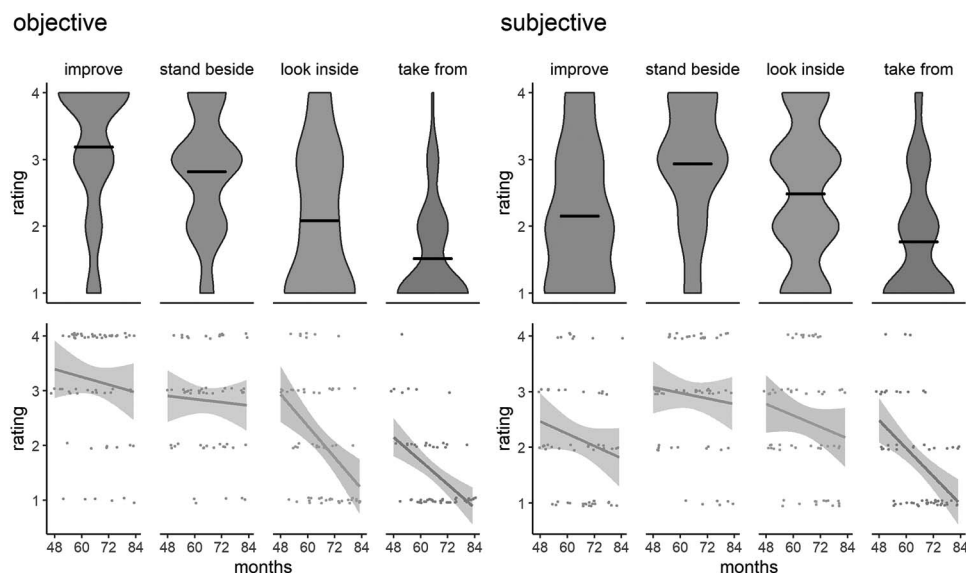 objective subjective
improve stand beside look inside take from improve stand beside look inside take from
4 4
3 3
rating rating
2 2
1 1
4 4
3 3
rating rating
2 2
1 1
48 60 72 84 48 60 72 84 48 60 72 84 48 60 72 84 48 60 72 84 48 60 72 84 48 60 72 84 48 60 72 84
months months